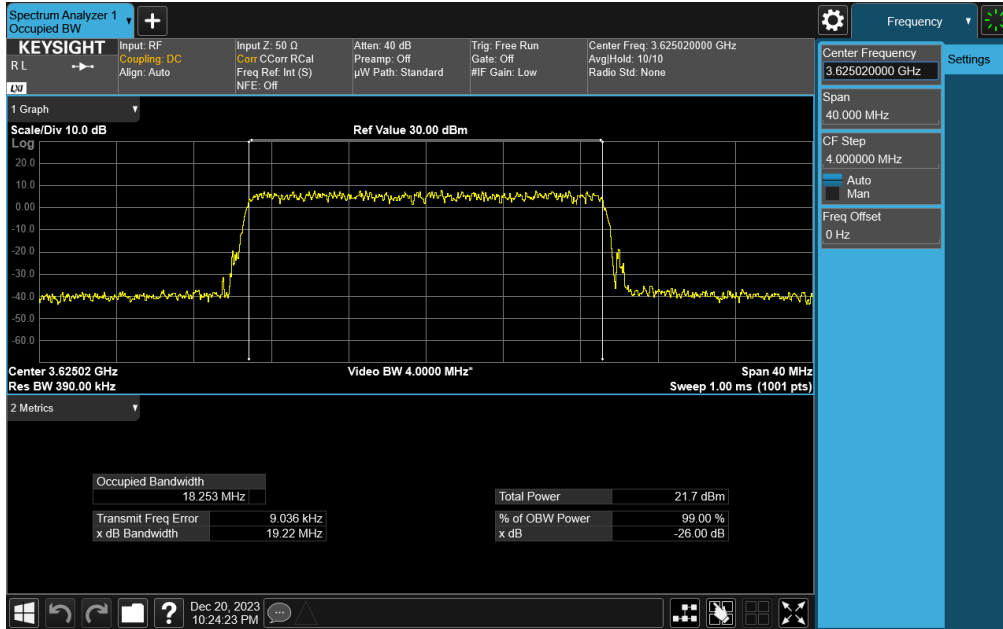 Spectrum Analyzer 1
Occupied BW
+
Frequency
KEYSIGHT
R L
LXI
Input: RF
Coupling: DC
Align: Auto
Input Z: 50 Ω
Corr CCorr RCal
Freq Ref: Int (S)
NFE: Off
Atten: 40 dB
Preamp: Off
µW Path: Standard
Trig: Free Run
Gate: Off
#IF Gain: Low
Center Freq: 3.625020000 GHz
Avg|Hold: 10/10
Radio Std: None
Center Frequency
3.625020000 GHz
Settings
Span
40.000 MHz
CF Step
4.000000 MHz
Auto
Man
Freq Offset
0 Hz
1 Graph
Scale/Div 10.0 dB
Ref Value 30.00 dBm
Log
20.0
10.0
0.00
-10.0
-20.0
-30.0
-40.0
-50.0
-60.0
Center 3.62502 GHz
Video BW 4.0000 MHz*
Span 40 MHz
Res BW 390.00 kHz
Sweep 1.00 ms (1001 pts)
2 Metrics
Occupied Bandwidth
18.253 MHz
Total Power 21.7 dBm
Transmit Freq Error 9.036 kHz
% of OBW Power 99.00 %
x dB Bandwidth 19.22 MHz
x dB -26.00 dB
?
Dec 20, 2023
10:24:23 PM